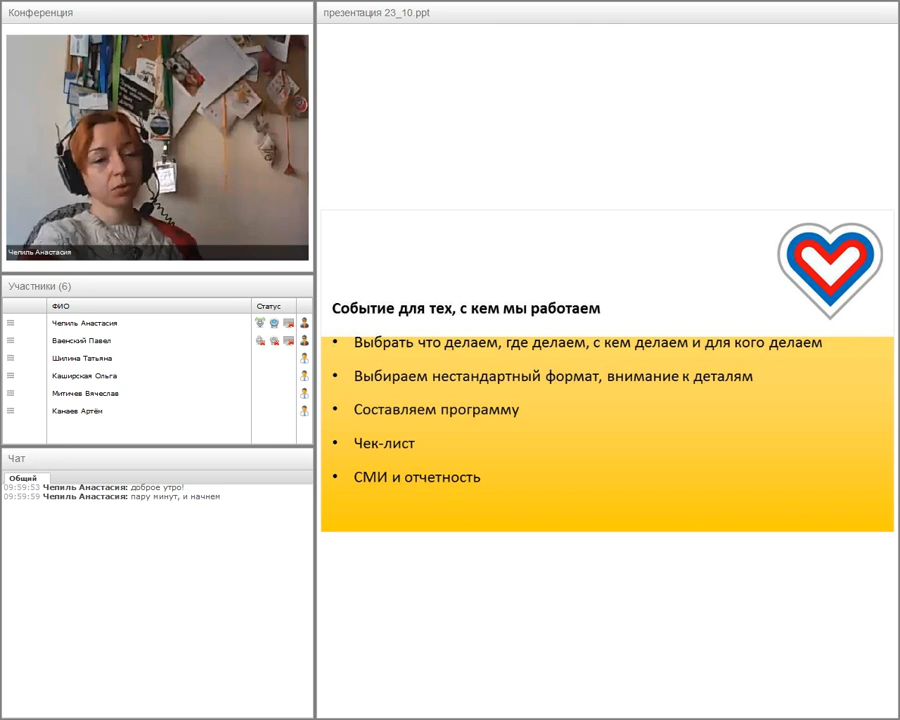 Конференция
Чепиль Анастасия
Участники (6)
ФИО Статус
Чепиль Анастасия
Ваенский Павел
Шилина Татьяна
Каширская Ольга
Митичев Вячеслав
Канаев Артём
Чат
Общий
09:59:53 Чепиль Анастасия: доброе утро!
09:59:59 Чепиль Анастасия: пару минут, и начнем
презентация 23_10.ppt
Событие для тех, с кем мы работаем
• Выбрать что делаем, где делаем, с кем делаем и для кого делаем
• Выбираем нестандартный формат, внимание к деталям
• Составляем программу
• Чек-лист
• СМИ и отчетность